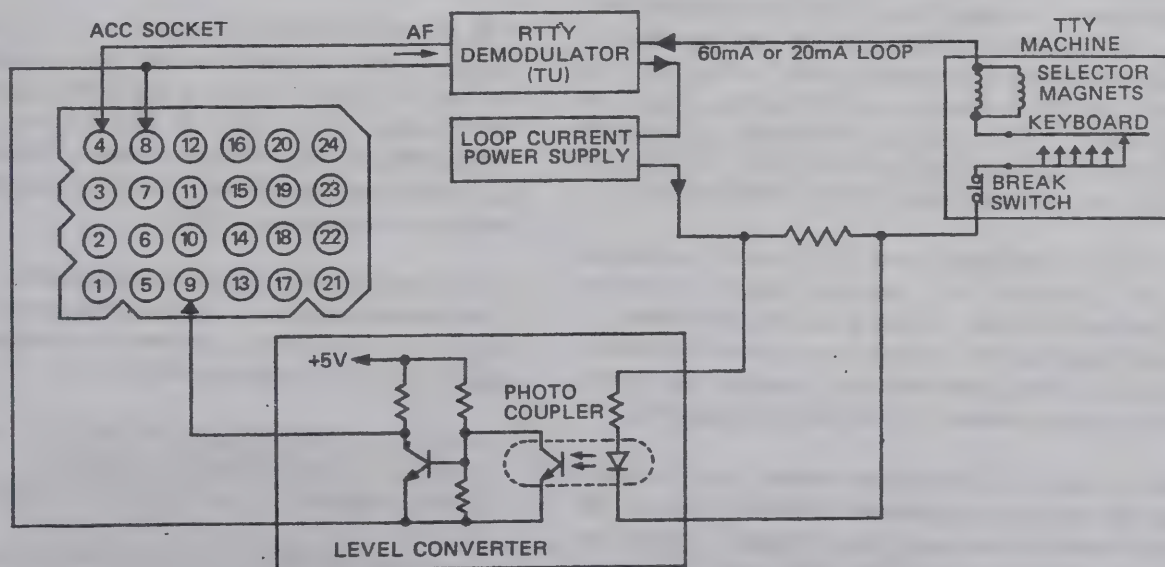 ACC SOCKET
AF
RTTY
DEMODULATOR
(TU)
60mA or 20mA LOOP
TTY
MACHINE
SELECTOR
MAGNETS
KEYBOARD
BREAK
SWITCH
LOOP CURRENT
POWER SUPPLY
4 8 12 16 20 24
3 7 11 15 19 23
2 6 10 14 18 22
1 5 9 13 17 21
+5V
PHOTO
COUPLER
LEVEL CONVERTER